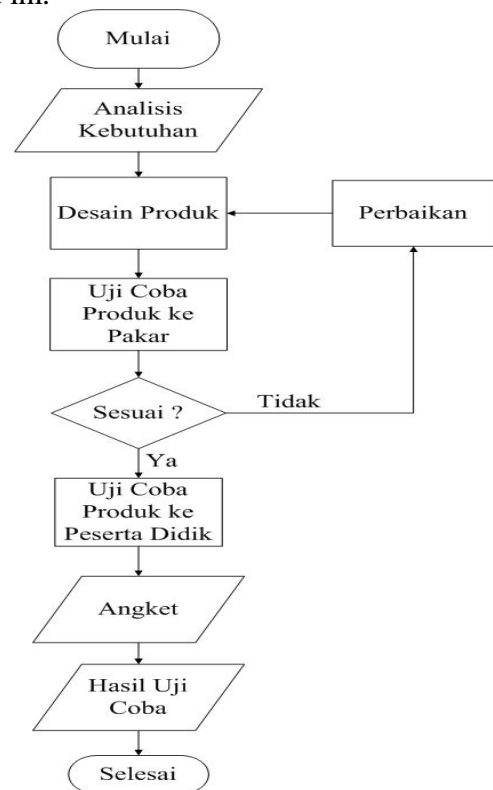 ini.
Mulai
Analisis
Kebutuhan
Desain Produk
Perbaikan
Uji Coba
Produk ke
Pakar
Sesuai ?
Tidak
Ya
Uji Coba
Produk ke
Peserta Didik
Angket
Hasil Uji
Coba
Selesai